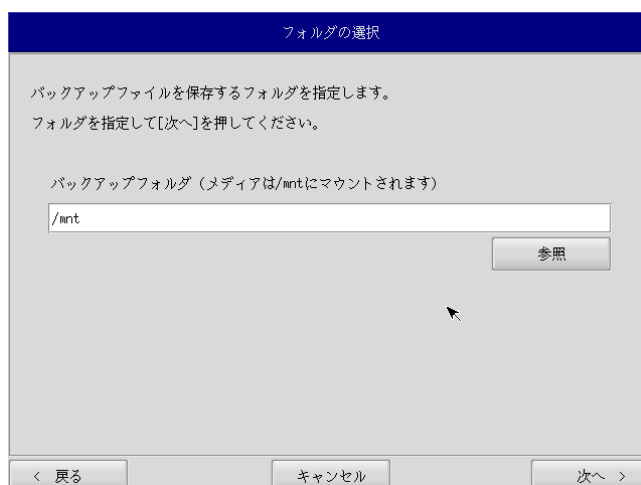 フォルダの選択
バックアップファイルを保存するフォルダを指定します。
フォルダを指定して[次へ]を押してください。
バックアップフォルダ（メディアは/mntにマウントされます）
/mnt
参照
< 戻る
キャンセル
次へ >